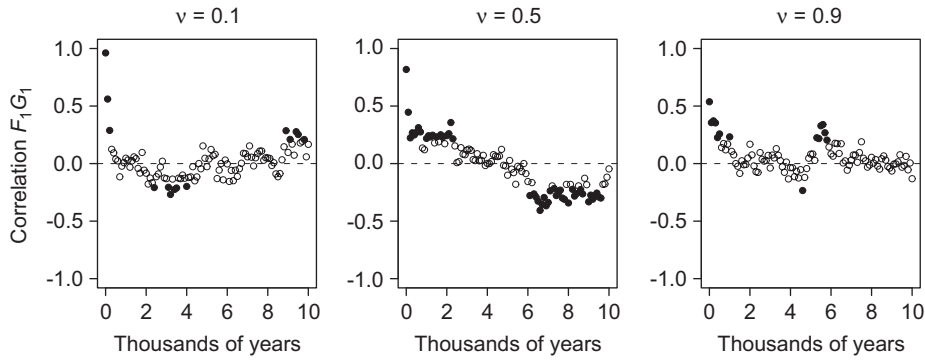 ν = 0.1
ν = 0.5
ν = 0.9
Correlation F₁G₁
1.0
0.5
0.0
-0.5
-1.0
1.0
0.5
0.0
-0.5
-1.0
1.0
0.5
0.0
-0.5
-1.0
0 2 4 6 8 10
0 2 4 6 8 10
0 2 4 6 8 10
Thousands of years
Thousands of years
Thousands of years